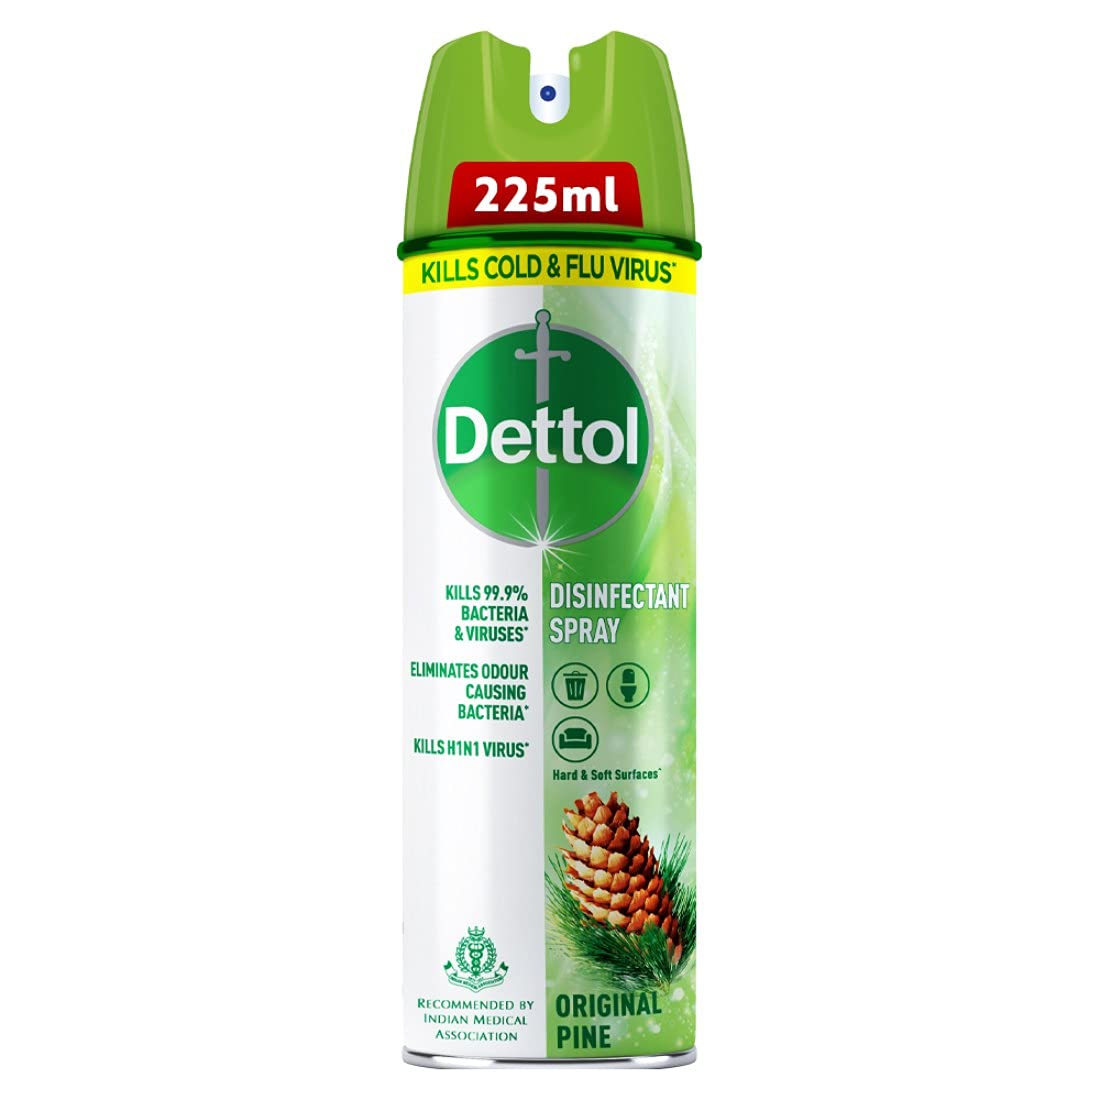 225ml
KILLS COLD & FLU VIRUS*
Dettol
KILLS 99.9%
BACTERIA
& VIRUSES*
ELIMINATES ODOUR
CAUSING
BACTERIA*
KILLS H1N1 VIRUS*
DISINFECTANT
SPRAY
Hard & Soft Surfaces^
RECOMMENDED BY
INDIAN MEDICAL
ASSOCIATION
ORIGINAL
PINE